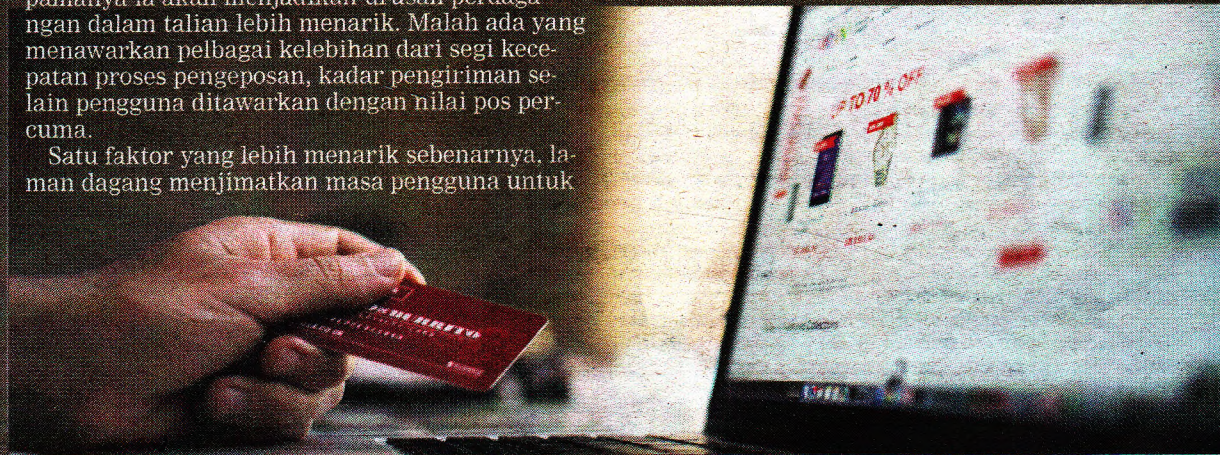 ngan dalam talian lebih menarik. Malah ada yang
menawarkan pelbagai kelebihan dari segi kece-
patan proses pengeposan, kadar pengiriman se-
lain pengguna ditawarkan dengan nilai pos per-
cuma.
Satu faktor yang lebih menarik sebenarnya, la-
man dagang menjimatkan masa pengguna untuk
UP TO 70% OFF